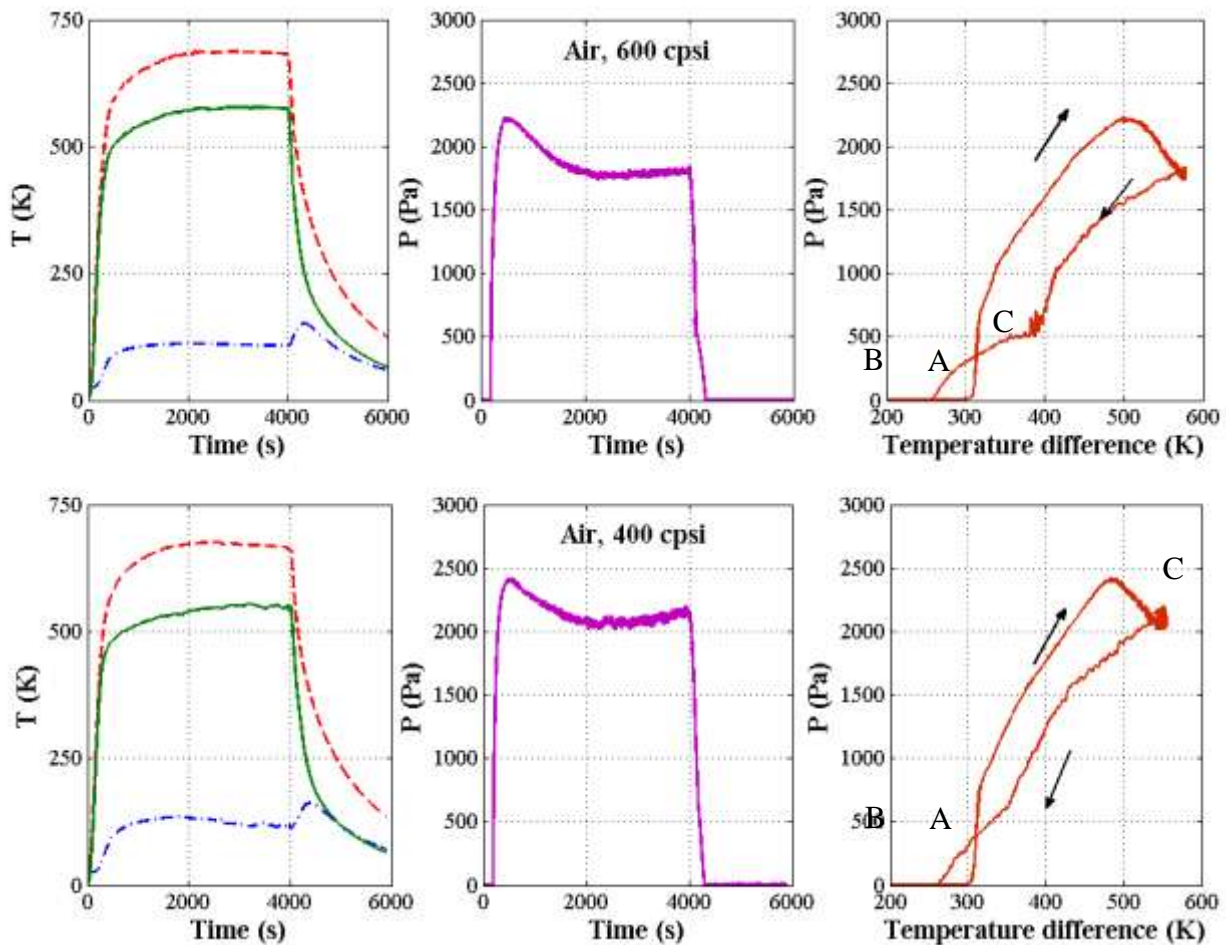 T (K)
750
500
250
0
0 2000 4000 6000
Time (s)
Air, 600 cpsi
P (Pa)
3000
2500
2000
1500
1000
500
0
0 2000 4000 6000
Time (s)
P (Pa)
3000
2500
2000
1500
1000
500
0
C
B A
200 300 400 500 600
Temperature difference (K)
T (K)
750
500
250
0
0 2000 4000 6000
Time (s)
Air, 400 cpsi
P (Pa)
3000
2500
2000
1500
1000
500
0
0 2000 4000 6000
Time (s)
P (Pa)
3000
2500
2000
1500
1000
500
0
C
B A
200 300 400 500 600
Temperature difference (K)